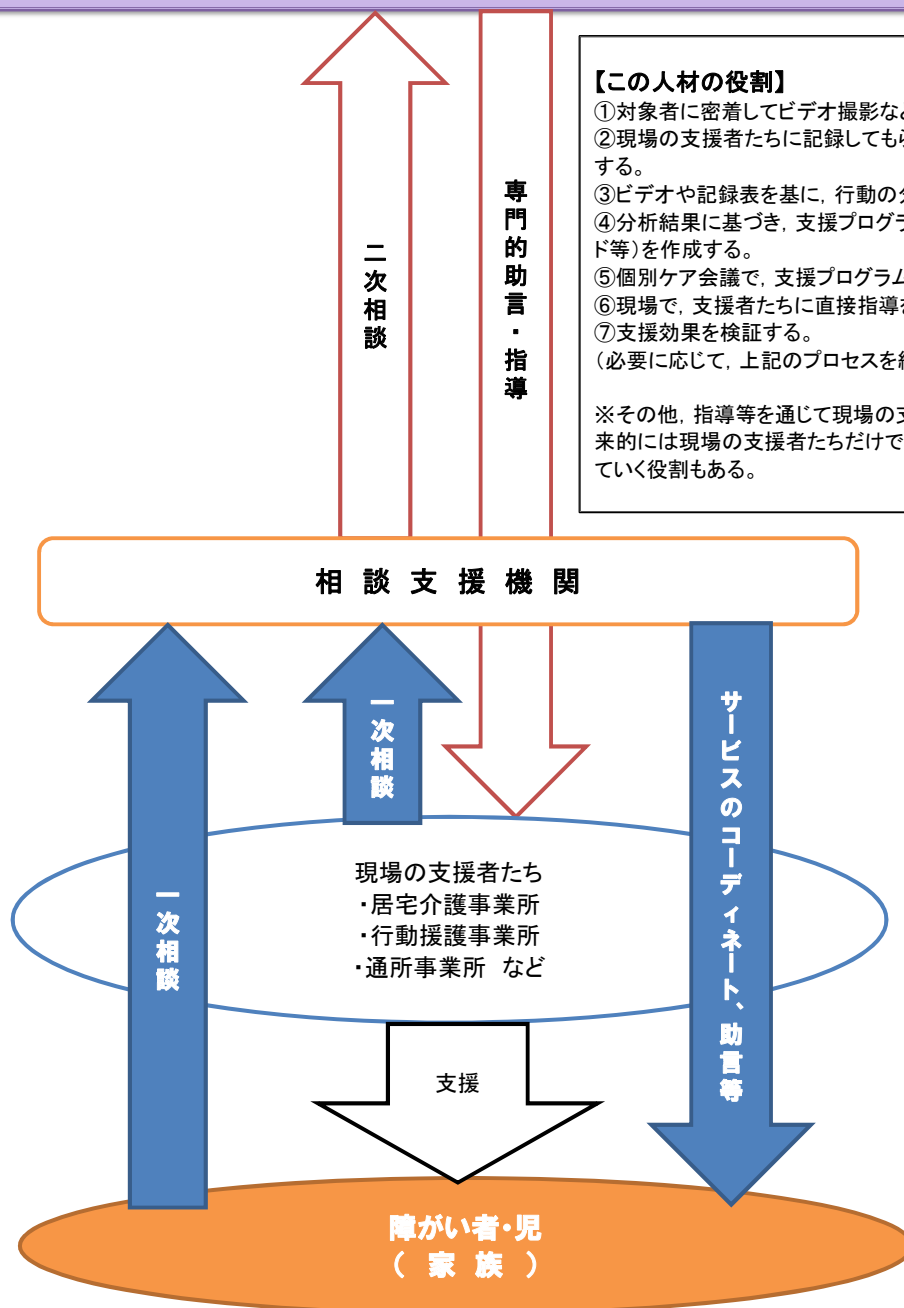 【この人材の役割】
①対象者に密着してビデオ撮影な
②現場の支援者たちに記録しても
する。
③ビデオや記録表を基に，行動の
④分析結果に基づき，支援プログラ
ド等）を作成する。
⑤個別ケア会議で，支援プログラム
⑥現場で，支援者たちに直接指導
⑦支援効果を検証する。
（必要に応じて，上記のプロセスを
※その他，指導等を通じて現場の
来的には現場の支援者たちだけで
ていく役割もある。
二次相談
専門的助言・指導
相談支援機関
一次相談
一次相談
サービスのコーディネート、助言等
現場の支援者たち
・居宅介護事業所
・行動援護事業所
・通所事業所 など
支援
障がい者・児
（ 家 族 ）